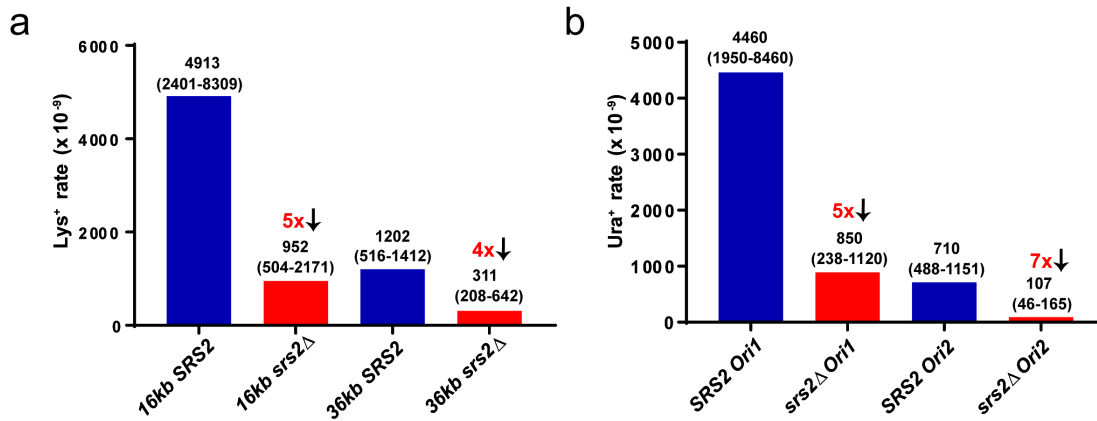 a
Lys⁺ rate (x 10⁻⁹)
6000
4000
2000
0
4913
(2401-8309)
5x↓
952
(504-2171)
1202
(516-1412)
4x↓
311
(208-642)
16kb SRS2
16kb srs2Δ
36kb SRS2
36kb srs2Δ
b
Ura⁺ rate (x 10⁻⁹)
5000
4000
3000
2000
1000
0
4460
(1950-8460)
5x↓
850
(238-1120)
710
(488-1151)
7x↓
107
(46-165)
SRS2 Ori1
srs2Δ Ori1
SRS2 Ori2
srs2Δ Ori2